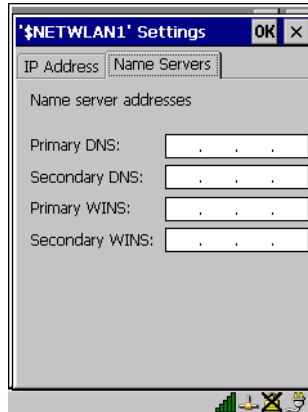 '$NETWLAN1' Settings OK ×
IP Address Name Servers
Name server addresses
Primary DNS: . . .
Secondary DNS: . . .
Primary WINS: . . .
Secondary WINS: . . .